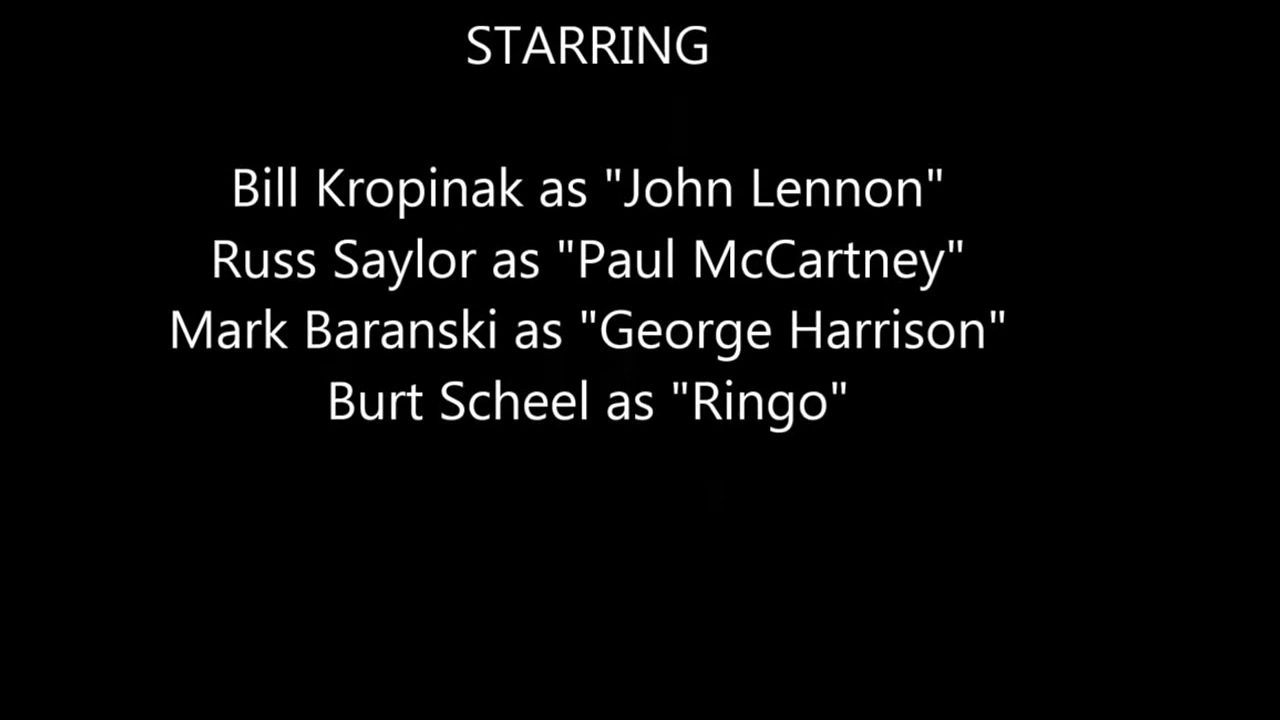 STARRING
Bill Kropinak as "John Lennon"
Russ Saylor as "Paul McCartney"
Mark Baranski as "George Harrison"
Burt Scheel as "Ringo"